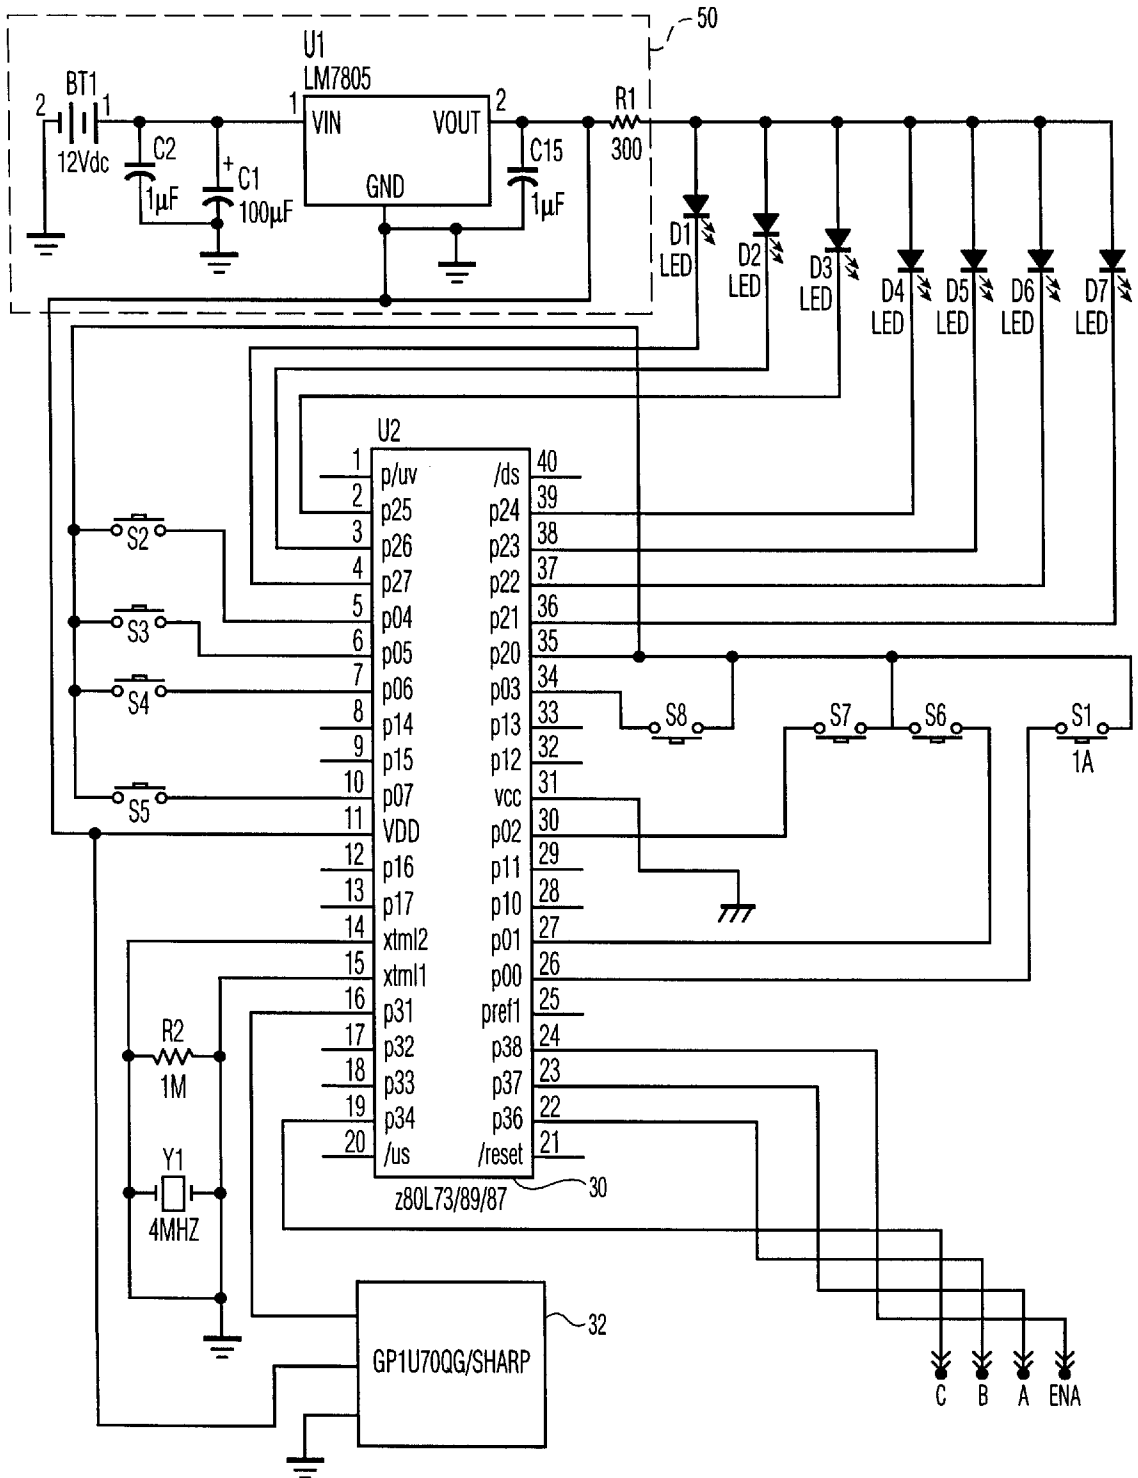 50
U1
LM7805
BT1
2
1
12Vdc
1
VIN
VOUT
2
GND
C2
1µF
+
C1
100µF
C15
1µF
R1
300
D1
LED
D2
LED
D3
LED
D4
LED
D5
LED
D6
LED
D7
LED
U2
1 p/uv
/ds 40
2 p25
p24 39
3 p26
p23 38
4 p27
p22 37
5 p04
p21 36
6 p05
p20 35
7 p06
p03 34
8 p14
p13 33
9 p15
p12 32
10 p07
vcc 31
11 VDD
p02 30
12 p16
p11 29
13 p17
p10 28
14 xtml2
p01 27
15 xtml1
p00 26
16 p31
pref1 25
17 p32
p38 24
18 p33
p37 23
19 p34
p36 22
20 /us
/reset 21
z80L73/89/87
30
S2
S3
S4
S5
S8
S7
S6
S1
1A
R2
1M
Y1
4MHZ
GP1U70QG/SHARP
32
C
B
A
ENA